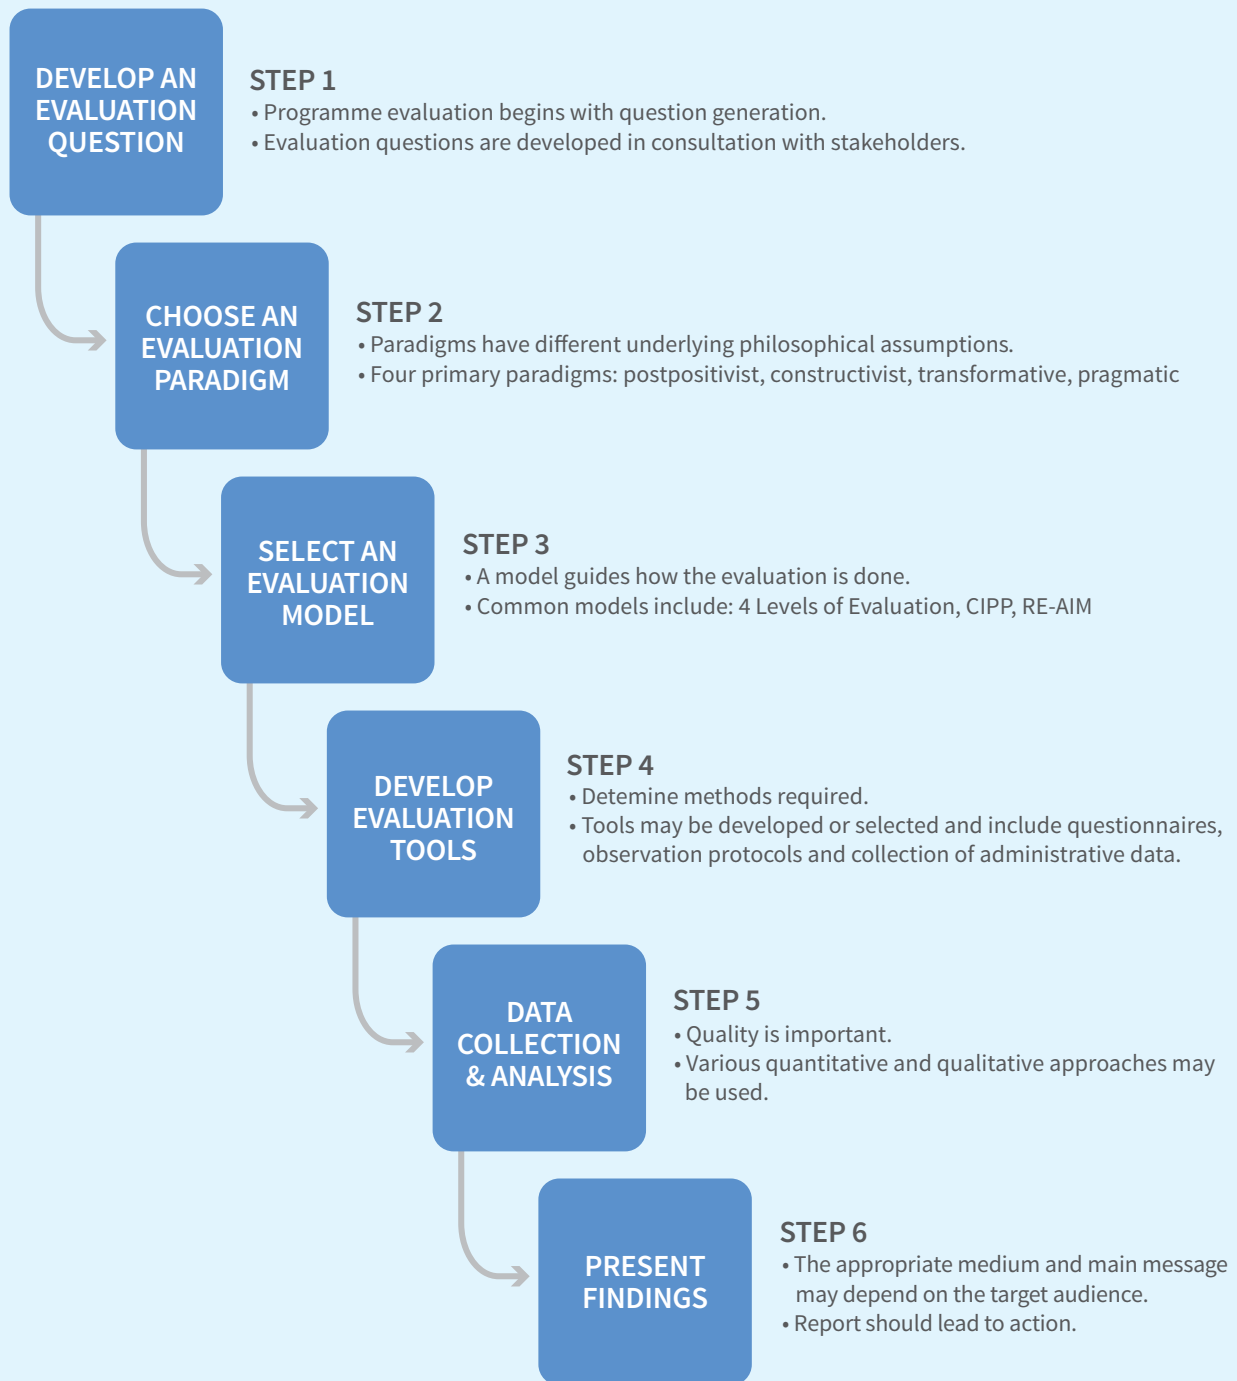 DEVELOP AN
EVALUATION
QUESTION
STEP 1
• Programme evaluation begins with question generation.
• Evaluation questions are developed in consultation with stakeholders.
CHOOSE AN
EVALUATION
PARADIGM
STEP 2
• Paradigms have different underlying philosophical assumptions.
• Four primary paradigms: postpositivist, constructivist, transformative, pragmatic
SELECT AN
EVALUATION
MODEL
STEP 3
• A model guides how the evaluation is done.
• Common models include: 4 Levels of Evaluation, CIPP, RE-AIM
DEVELOP
EVALUATION
TOOLS
STEP 4
• Detemine methods required.
• Tools may be developed or selected and include questionnaires,
observation protocols and collection of administrative data.
DATA
COLLECTION
& ANALYSIS
STEP 5
• Quality is important.
• Various quantitative and qualitative approaches may
be used.
PRESENT
FINDINGS
STEP 6
• The appropriate medium and main message
may depend on the target audience.
• Report should lead to action.